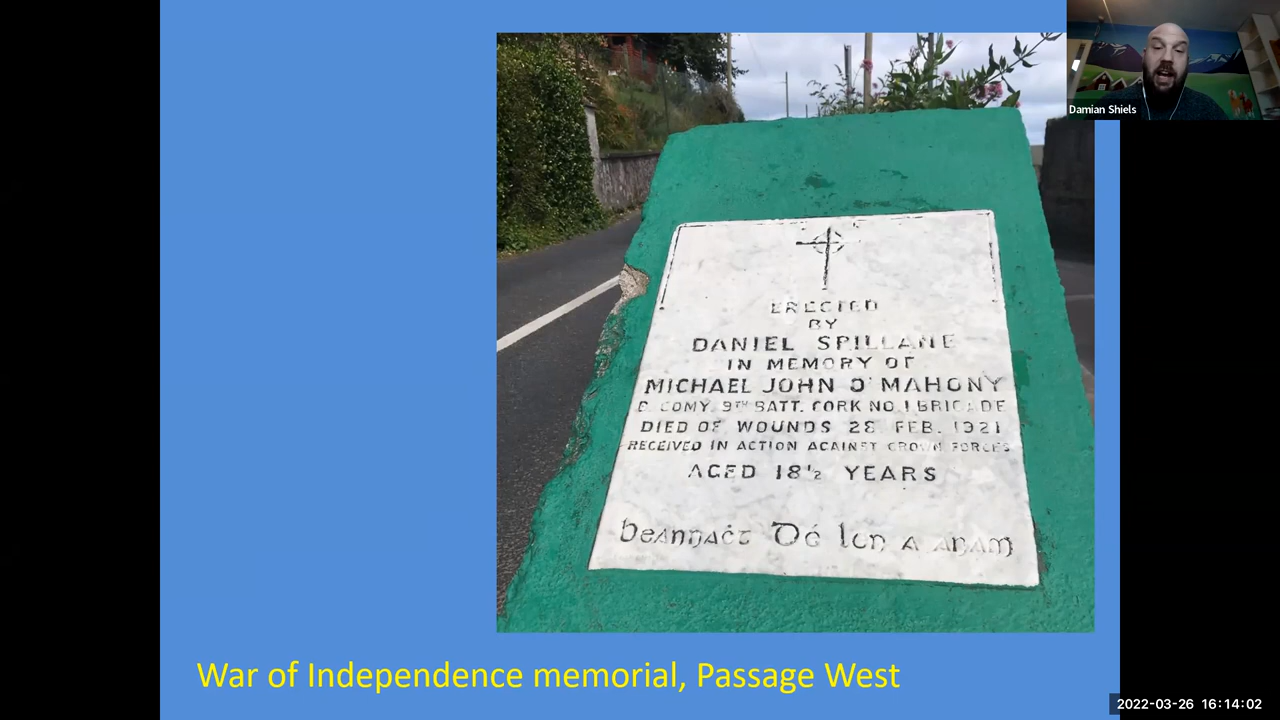 Damian Shiels
ERECTED
BY
DANIEL SPILLANE
IN MEMORY OF
MICHAEL JOHN O'MAHONY
COMY. 9TH BATT. CORK NO. 1 BRIGADE
DIED OF WOUNDS 28 FEB. 1921
RECEIVED IN ACTION AGAINST CROWN FORCES
AGED 18½ YEARS
beannaċt Dé len a anam
War of Independence memorial, Passage West
2022-03-26 16:14:02